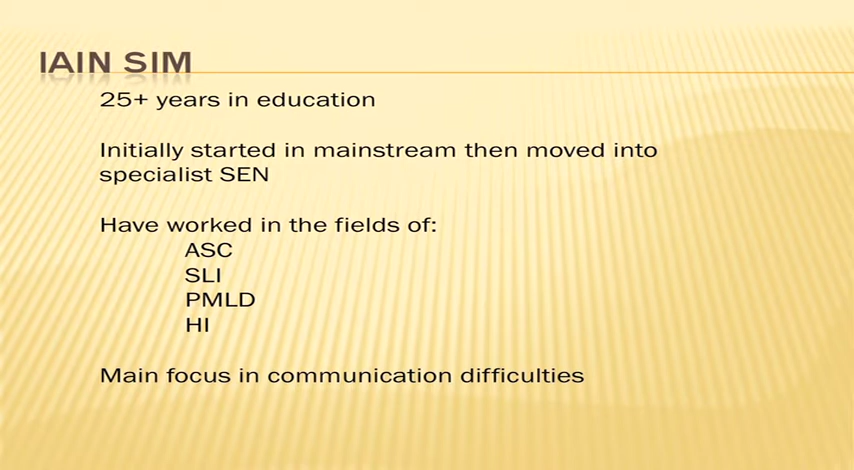 IAIN SIM
25+ years in education
Initially started in mainstream then moved into
specialist SEN
Have worked in the fields of:
ASC
SLI
PMLD
HI
Main focus in communication difficulties